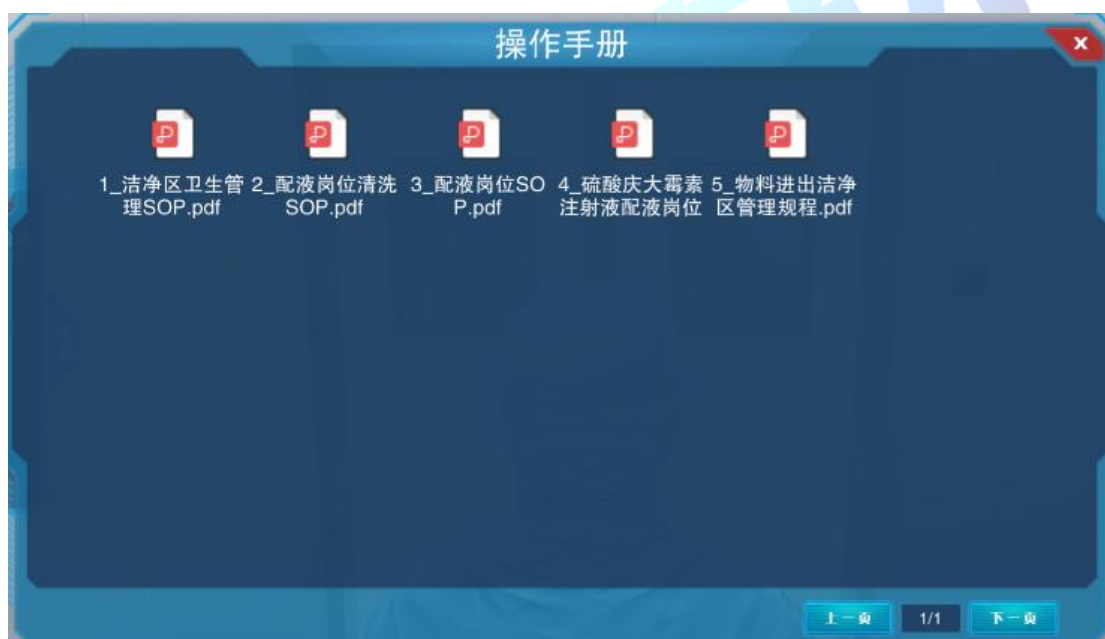 操作手册
X
1_洁净区卫生管
理SOP.pdf
2_配液岗位清洗
SOP.pdf
3_配液岗位SO
P.pdf
4_硫酸庆大霉素
注射液配液岗位
5_物料进出洁净
区管理规程.pdf
上一页
1/1
下一页